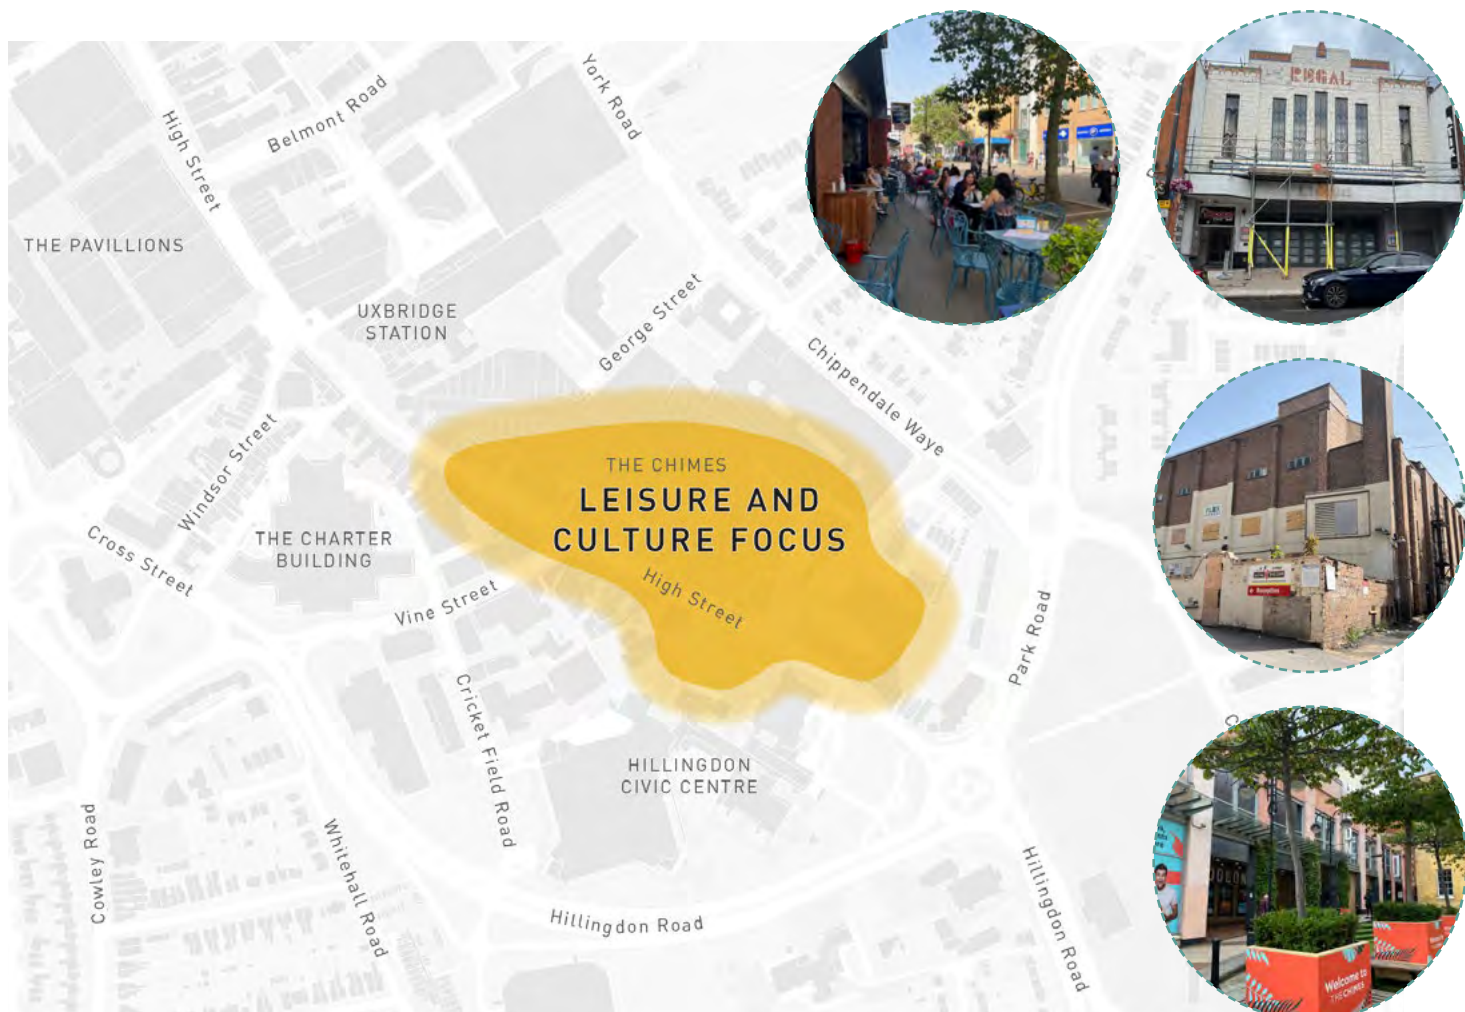 York Road
Belmont Road
High Street
THE PAVILLIONS
UXBRIDGE
STATION
George Street
Chippendale Waye
Windsor Street
THE CHIMES
LEISURE AND
CULTURE FOCUS
High Street
Cross Street
THE CHARTER
BUILDING
Vine Street
Park Road
Cricket Field Road
HILLINGDON
CIVIC CENTRE
Cowley Road
Whitehall Road
Hillingdon Road
Hillingdon Road
REGAL
Reception
ODEON
Welcome to
THE CHIMES